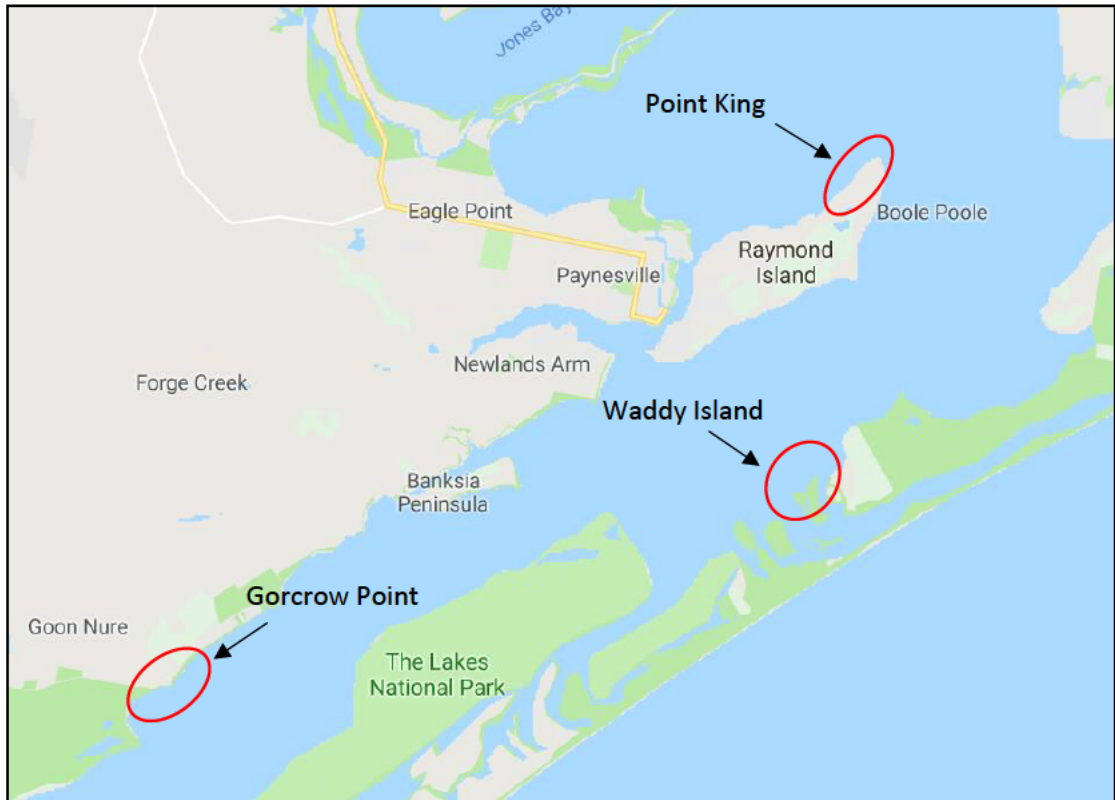 Jones Bay
Point King
Eagle Point
Boole Poole
Raymond
Island
Paynesville
Newlands Arm
Forge Creek
Waddy Island
Banksia
Peninsula
Gorcrow Point
Goon Nure
The Lakes
National Park